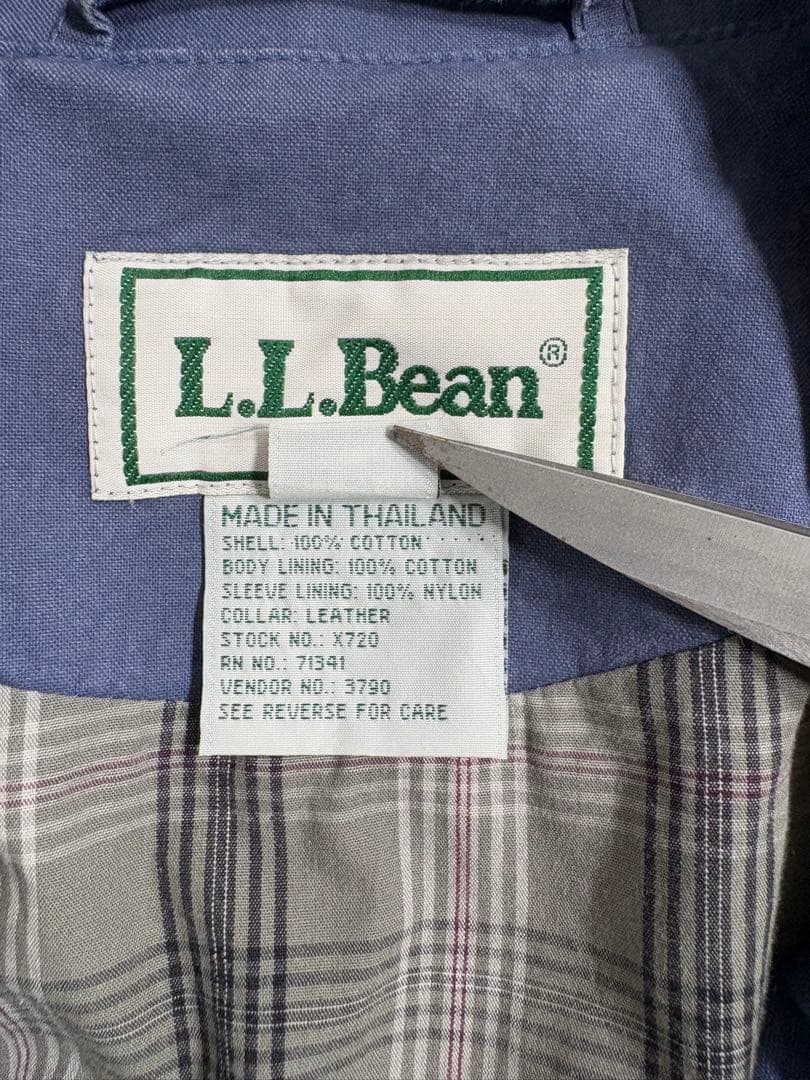 L.L.Bean®
MADE IN THAILAND
SHELL: 100% COTTON
BODY LINING: 100% COTTON
SLEEVE LINING: 100% NYLON
COLLAR: LEATHER
STOCK NO.: X720
RN NO.: 71341
VENDOR NO.: 3790
SEE REVERSE FOR CARE